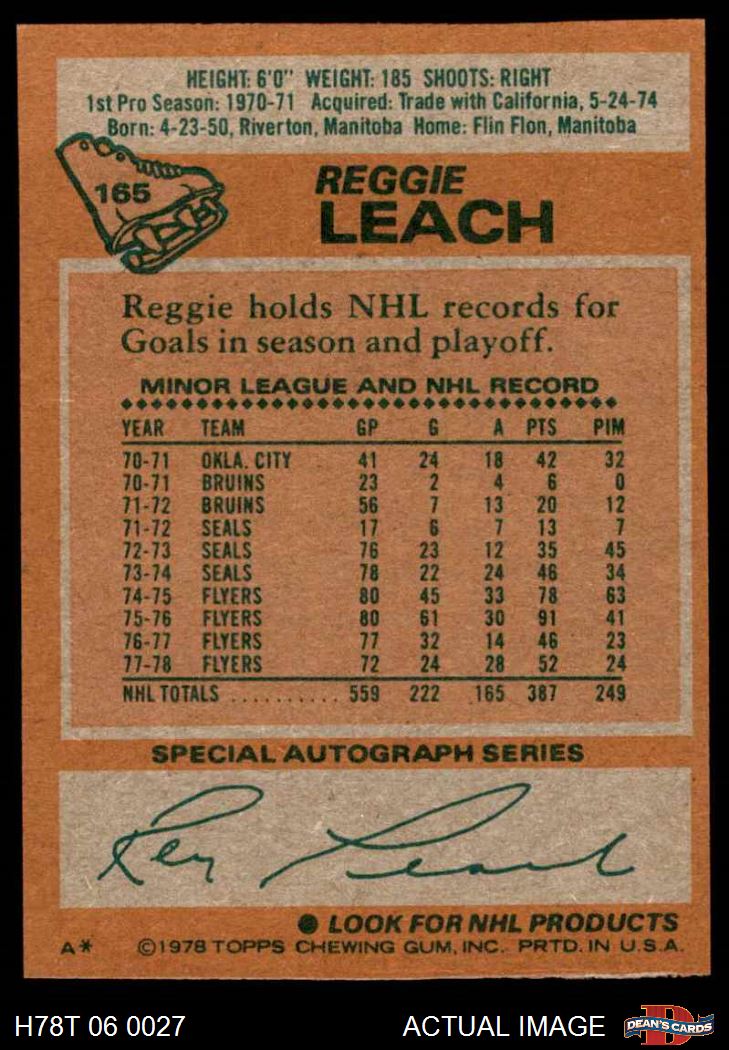 HEIGHT: 6'0" WEIGHT: 185 SHOOTS: RIGHT
1st Pro Season: 1970-71 Acquired: Trade with California, 5-24-74
Born: 4-23-50, Riverton, Manitoba Home: Flin Flon, Manitoba
165
REGGIE
LEACH
Reggie holds NHL records for
Goals in season and playoff.
MINOR LEAGUE AND NHL RECORD
YEAR TEAM GP G A PTS PIM
70-71 OKLA. CITY 41 24 18 42 32
70-71 BRUINS 23 2 4 6 0
71-72 BRUINS 56 7 13 20 12
71-72 SEALS 17 6 7 13 7
72-73 SEALS 76 23 12 35 45
73-74 SEALS 78 22 24 46 34
74-75 FLYERS 80 45 33 78 63
75-76 FLYERS 80 61 30 91 41
76-77 FLYERS 77 32 14 46 23
77-78 FLYERS 72 24 28 52 24
NHL TOTALS .......... 559 222 165 387 249
SPECIAL AUTOGRAPH SERIES
Reg Leach
● LOOK FOR NHL PRODUCTS
A* ©1978 TOPPS CHEWING GUM, INC. PRTD. IN U.S.A.
H78T 06 0027 ACTUAL IMAGE D DEAN'S CARDS